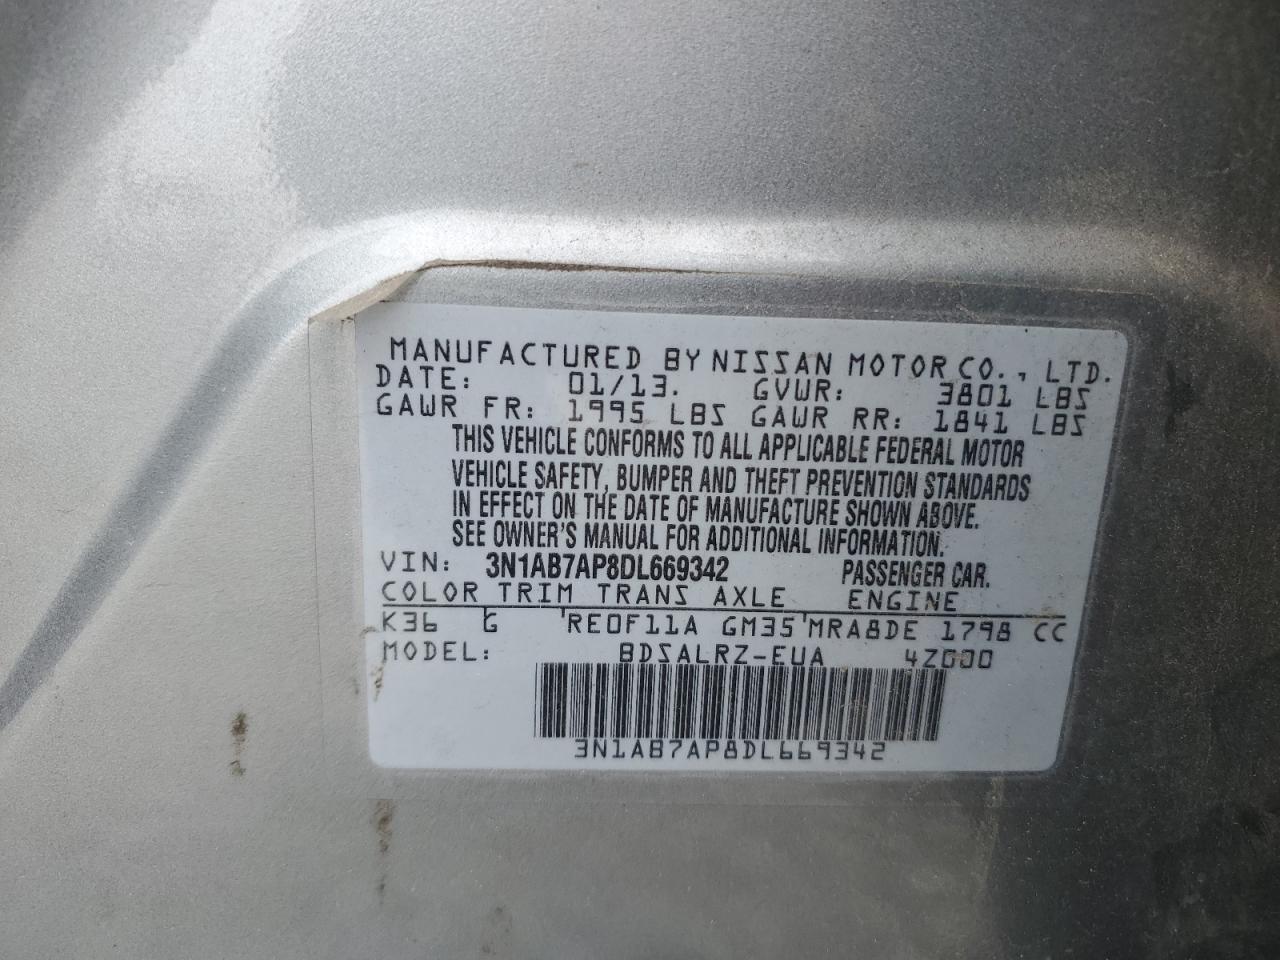 MANUFACTURED BY NISSAN MOTOR CO., LTD.
DATE: 01/13. GVWR: 3801 LBS
GAWR FR: 1995 LBS GAWR RR: 1841 LBS
THIS VEHICLE CONFORMS TO ALL APPLICABLE FEDERAL MOTOR
VEHICLE SAFETY, BUMPER AND THEFT PREVENTION STANDARDS
IN EFFECT ON THE DATE OF MANUFACTURE SHOWN ABOVE.
SEE OWNER'S MANUAL FOR ADDITIONAL INFORMATION.
VIN: 3N1AB7AP8DL669342 PASSENGER CAR.
COLOR TRIM TRANS AXLE ENGINE
K36 G 'RE0F11A GM35'MRA8DE 1798 CC
MODEL: BDSALRZ-EUA 4Z000
3N1AB7AP8DL669342